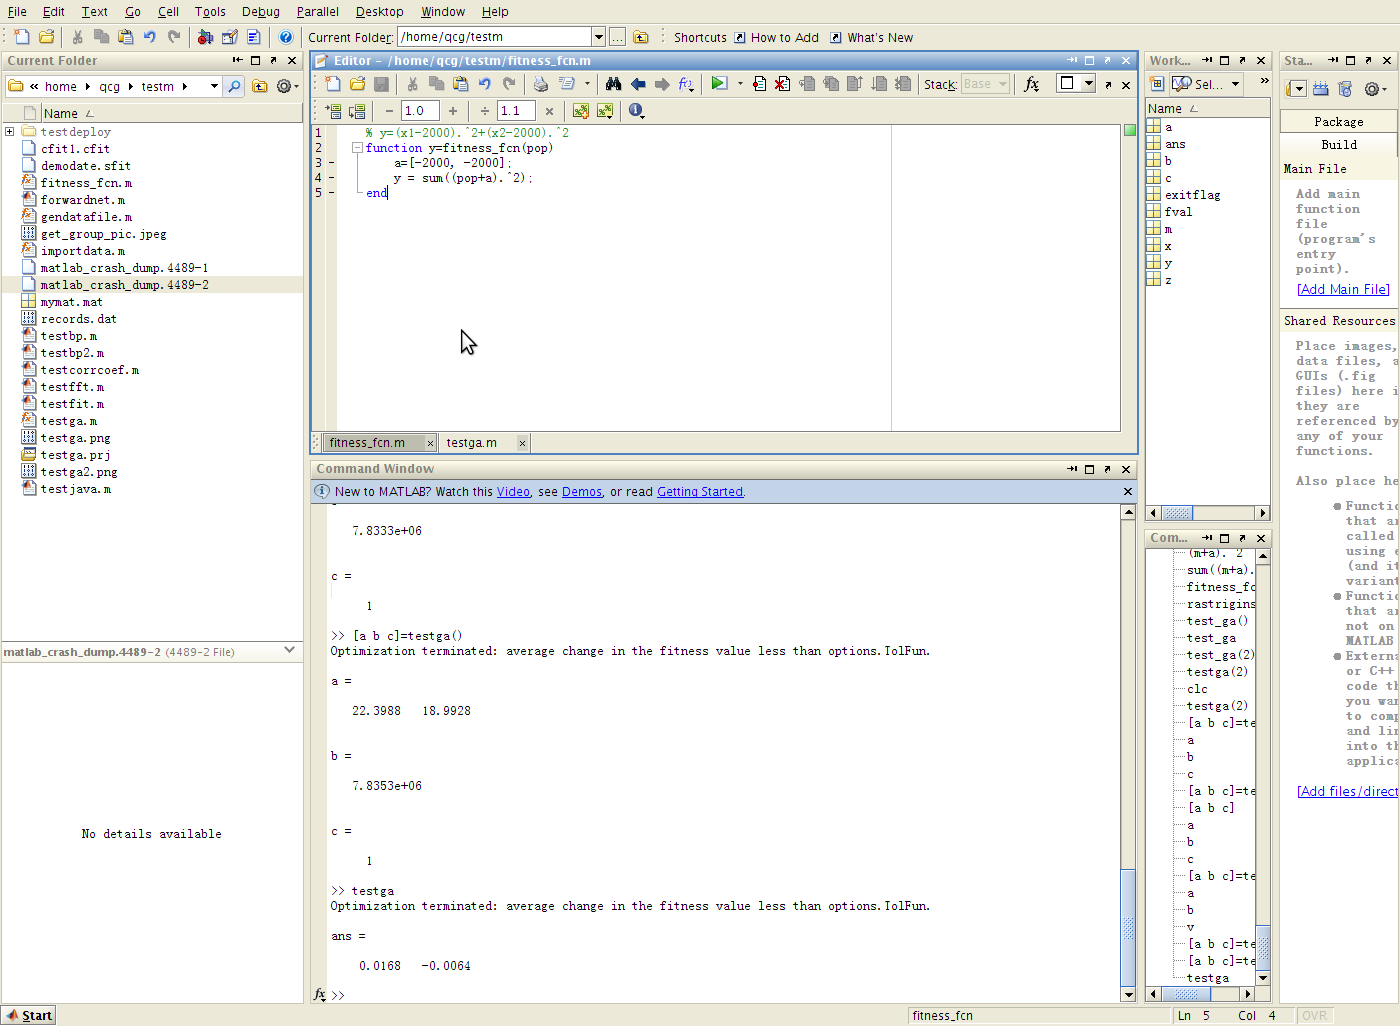 File Edit Text Go Cell Tools Debug Parallel Desktop Window Help
Current Folder: /home/qcg/testm ... Shortcuts How to Add What's New
Current Folder
« home qcg testm
Name
testdeploy
cfit1.cfit
demodate.sfit
fitness_fcn.m
forwardnet.m
gendatafile.m
get_group_pic.jpeg
importdata.m
matlab_crash_dump.4489-1
matlab_crash_dump.4489-2
mymat.mat
records.dat
testbp.m
testbp2.m
testcorrcoef.m
testfft.m
testfit.m
testga.m
testga.png
testga.prj
testga2.png
testjava.m
matlab_crash_dump.4489-2 (4489-2 File)
No details available
Editor - /home/qcg/testm/fitness_fcn.m
Stack: Base fx
- 1.0 + ÷ 1.1 ×
1 % y=(x1-2000).^2+(x2-2000).^2
2 function y=fitness_fcn(pop)
3 - a=[-2000, -2000];
4 - y = sum((pop+a).^2);
5 - end
fitness_fcn.m × testga.m ×
Command Window
New to MATLAB? Watch this Video, see Demos, or read Getting Started.
7.8333e+06
c =
1
>> [a b c]=testga()
Optimization terminated: average change in the fitness value less than options.TolFun.
a =
22.3988 18.9928
b =
7.8353e+06
c =
1
>> testga
Optimization terminated: average change in the fitness value less than options.TolFun.
ans =
0.0168 -0.0064
fx >>
Work...
Sel... »
Name
a
ans
b
c
exitflag
fval
m
x
y
z
Com...
(m+a).^2
sum((m+a).
fitness_fc
rastrigins
test_ga()
test_ga
test_ga(2)
testga(2)
clc
testga(2)
[a b c]=te
a
b
c
[a b c]=te
[a b c]
a
b
c
[a b c]=te
a
b
v
[a b c]=te
[a b c]=te
testga
Sta...
Package
Build
Main File
Add main
function
file
(program's
entry
point).
[Add Main File]
Shared Resources
Place images,
data files, a
GUIs (.fig
files) here i
they are
referenced by
any of your
functions.
Also place he
Functio
that ar
called
using e
(and it
variant
Functio
that ar
not on
MATLAB
Externa
or C++
code th
you wan
to comp
and lin
into th
applica
[Add files/direct
Start
fitness_fcn Ln 5 Col 4 OVR